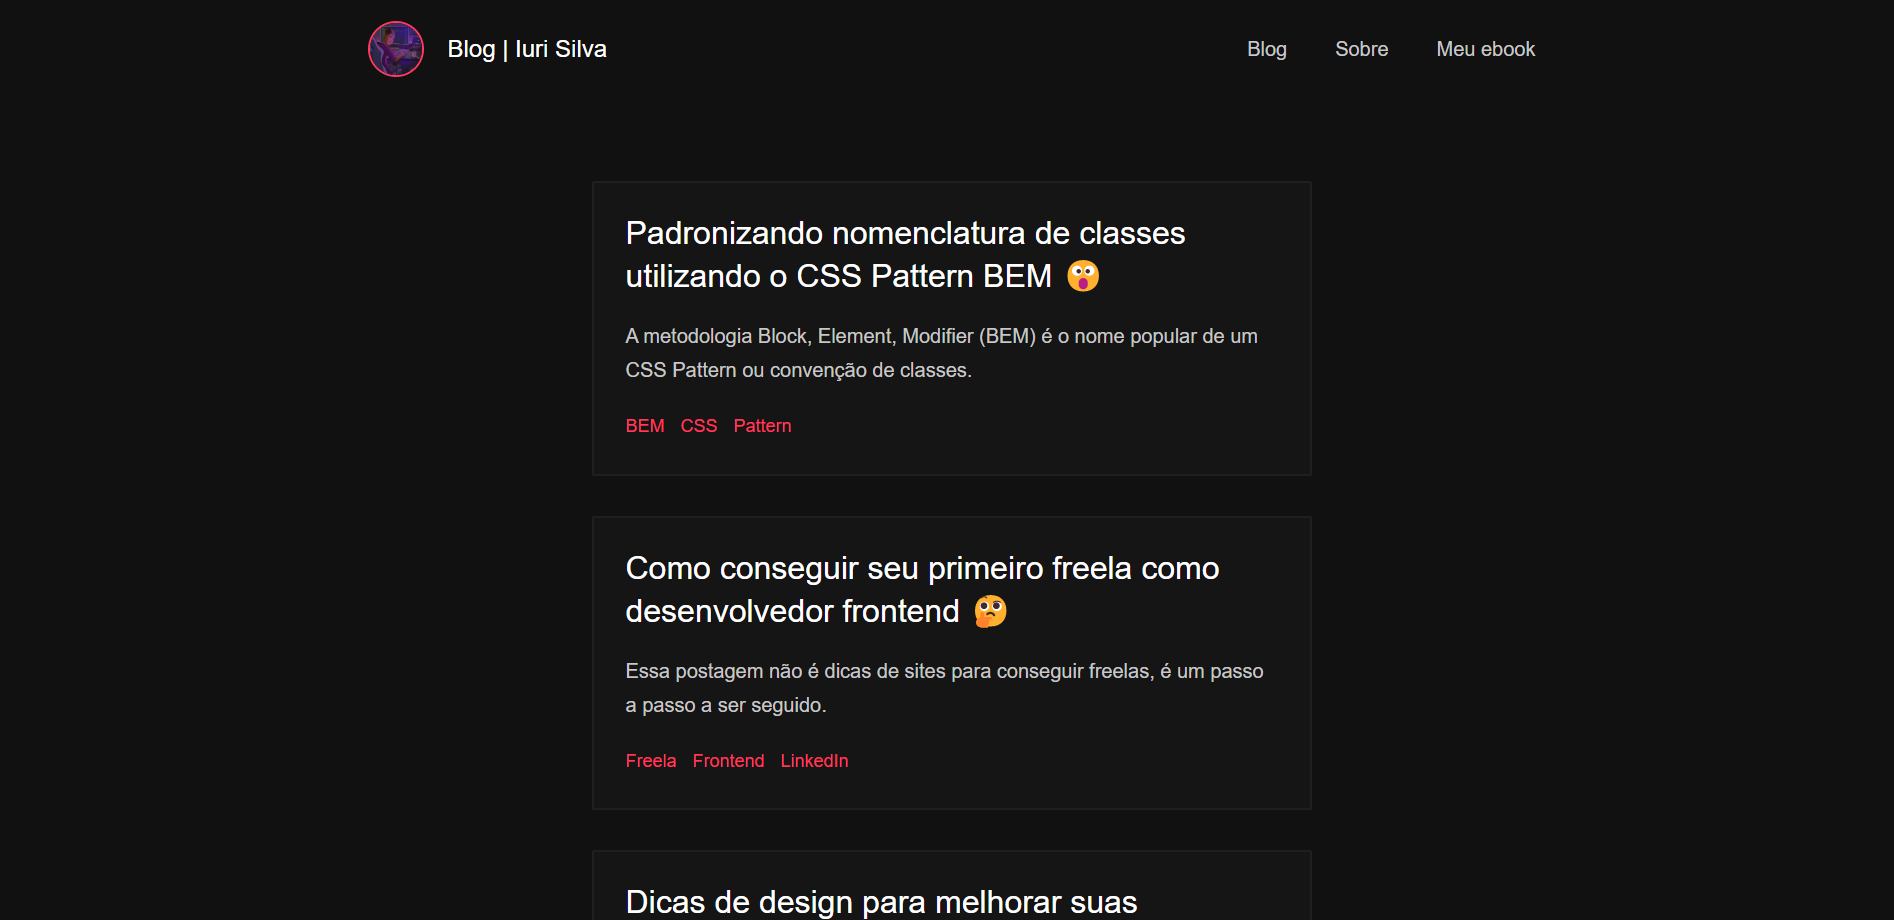 Blog | Iuri Silva
Blog Sobre Meu ebook
Padronizando nomenclatura de classes
utilizando o CSS Pattern BEM 😲
A metodologia Block, Element, Modifier (BEM) é o nome popular de um
CSS Pattern ou convenção de classes.
BEM CSS Pattern
Como conseguir seu primeiro freela como
desenvolvedor frontend 🤔
Essa postagem não é dicas de sites para conseguir freelas, é um passo
a passo a ser seguido.
Freela Frontend LinkedIn
Dicas de design para melhorar suas